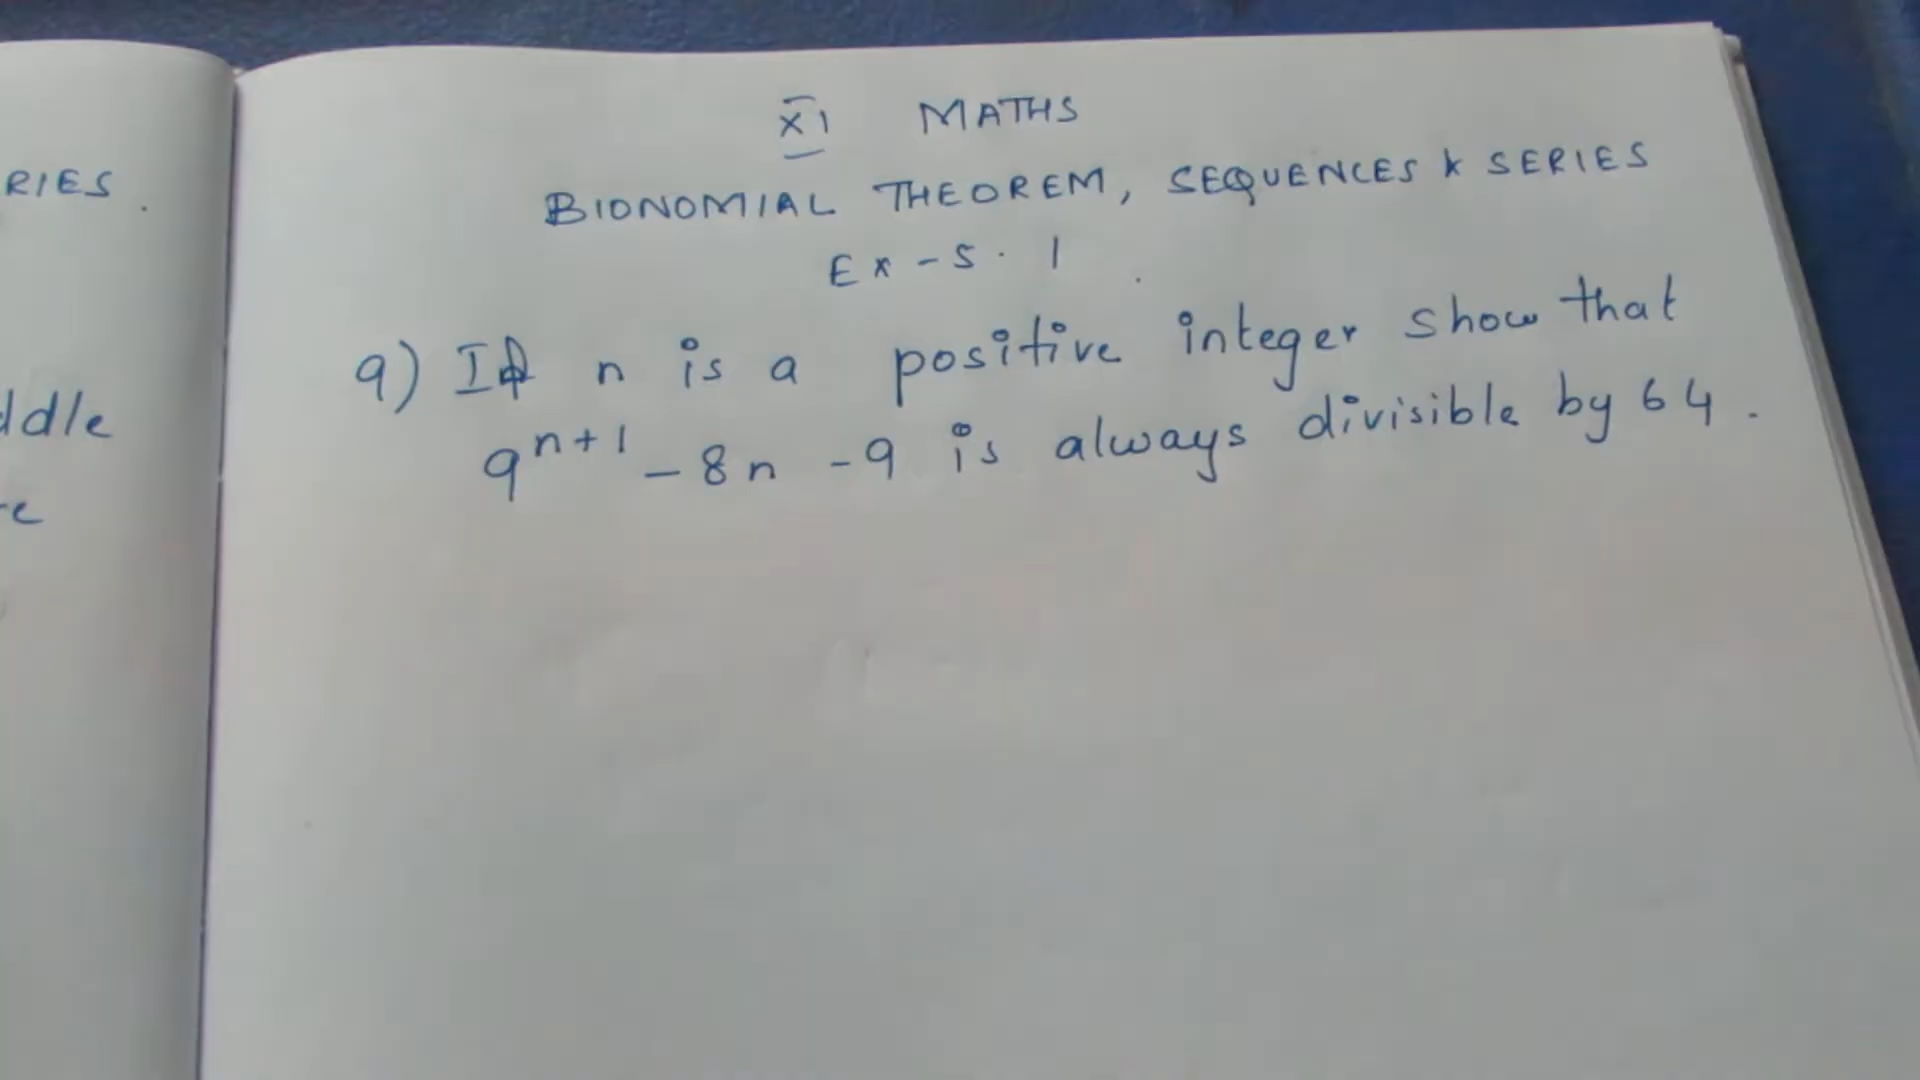 RIES.
ddle
XI MATHS
BIONOMIAL THEOREM, SEQUENCES & SERIES
Ex - 5.1
9) If n is a positive integer show that
9^{n+1} - 8n - 9 is always divisible by 64.